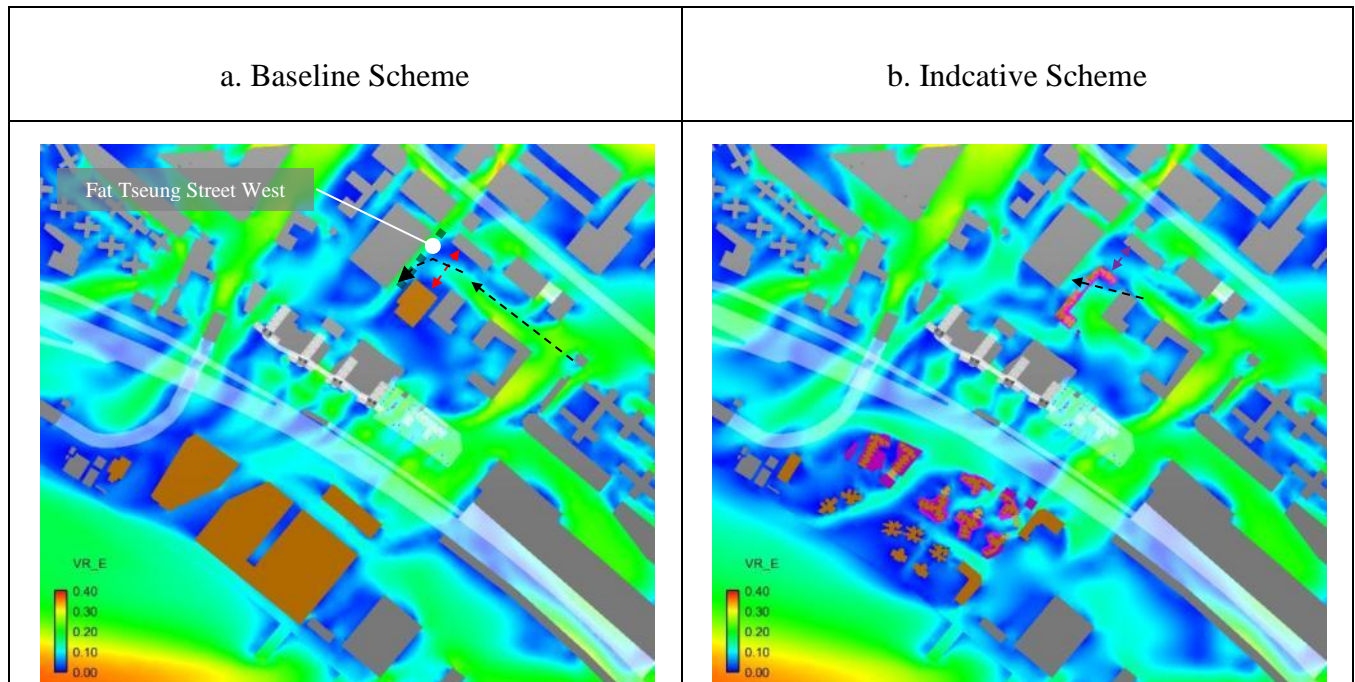 a. Baseline Scheme
b. Indcative Scheme
Fat Tseung Street West
VR_E
0.40
0.30
0.20
0.10
0.00
VR_E
0.40
0.30
0.20
0.10
0.00